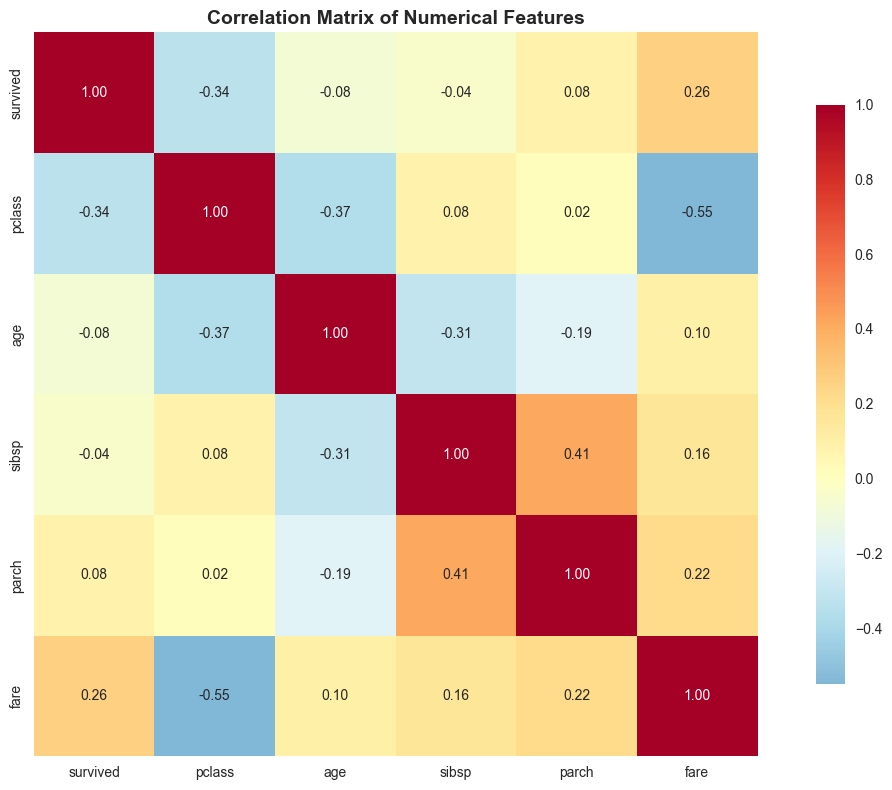 Correlation Matrix of Numerical Features
survived 1.00 -0.34 -0.08 -0.04 0.08 0.26
pclass -0.34 1.00 -0.37 0.08 0.02 -0.55
age -0.08 -0.37 1.00 -0.31 -0.19 0.10
sibsp -0.04 0.08 -0.31 1.00 0.41 0.16
parch 0.08 0.02 -0.19 0.41 1.00 0.22
fare 0.26 -0.55 0.10 0.16 0.22 1.00
survived pclass age sibsp parch fare
1.0
0.8
0.6
0.4
0.2
0.0
−0.2
−0.4